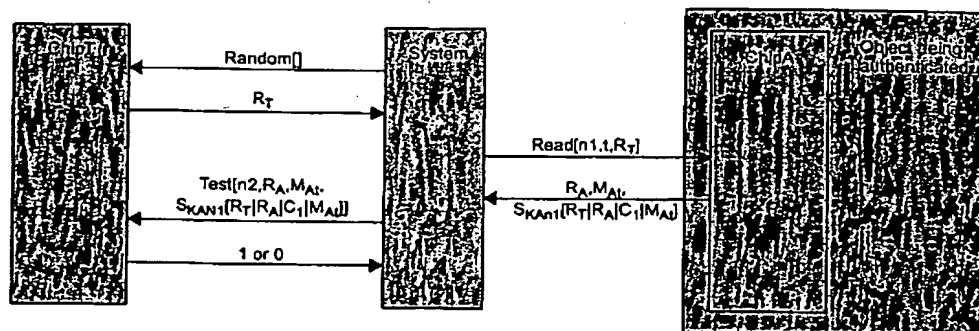 ChipT
System
ChipA
Object being
authenticated
Random[]
R_T
Read[n1,t,R_T]
Test[n2,R_A,M_At,
S_KAN1{R_T|R_A|C_1|M_At}]
R_A,M_At,
S_KAn1{R_T|R_A|C_1|M_At}
1 or 0